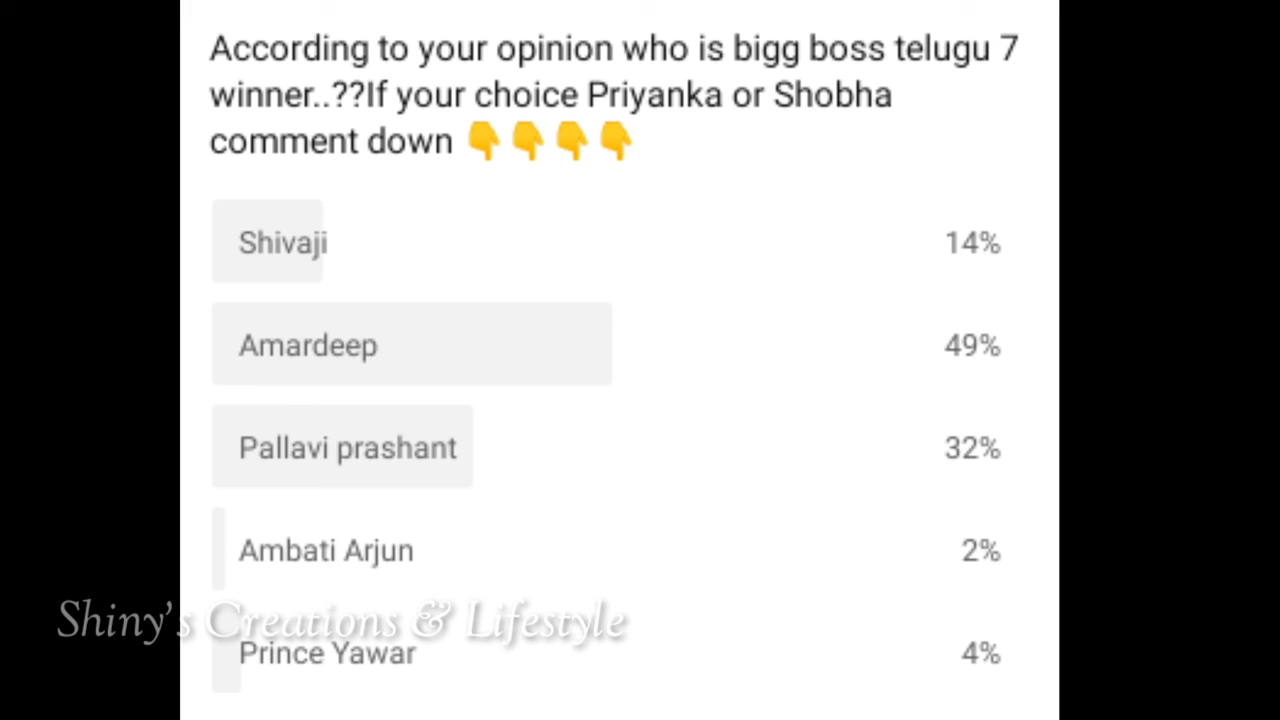 According to your opinion who is bigg boss telugu 7
winner..??If your choice Priyanka or Shobha
comment down 👇👇👇👇
Shivaji 14%
Amardeep 49%
Pallavi prashant 32%
Ambati Arjun 2%
Shiny's Creations & Lifestyle
Prince Yawar 4%